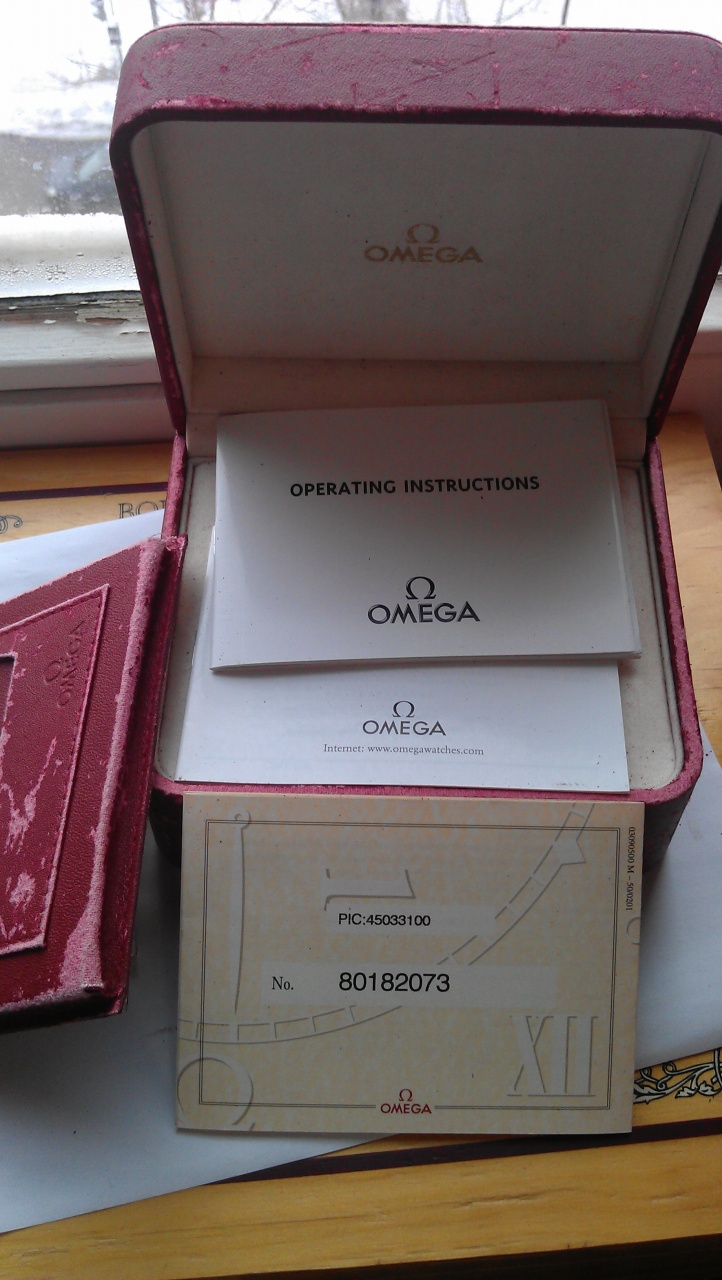 Ω
OMEGA
OPERATING INSTRUCTIONS
Ω
OMEGA
Ω
OMEGA
Internet: www.omegawatches.com
Ω
OMEGA
PIC:45033100
No. 80182073
XII
Ω
OMEGA